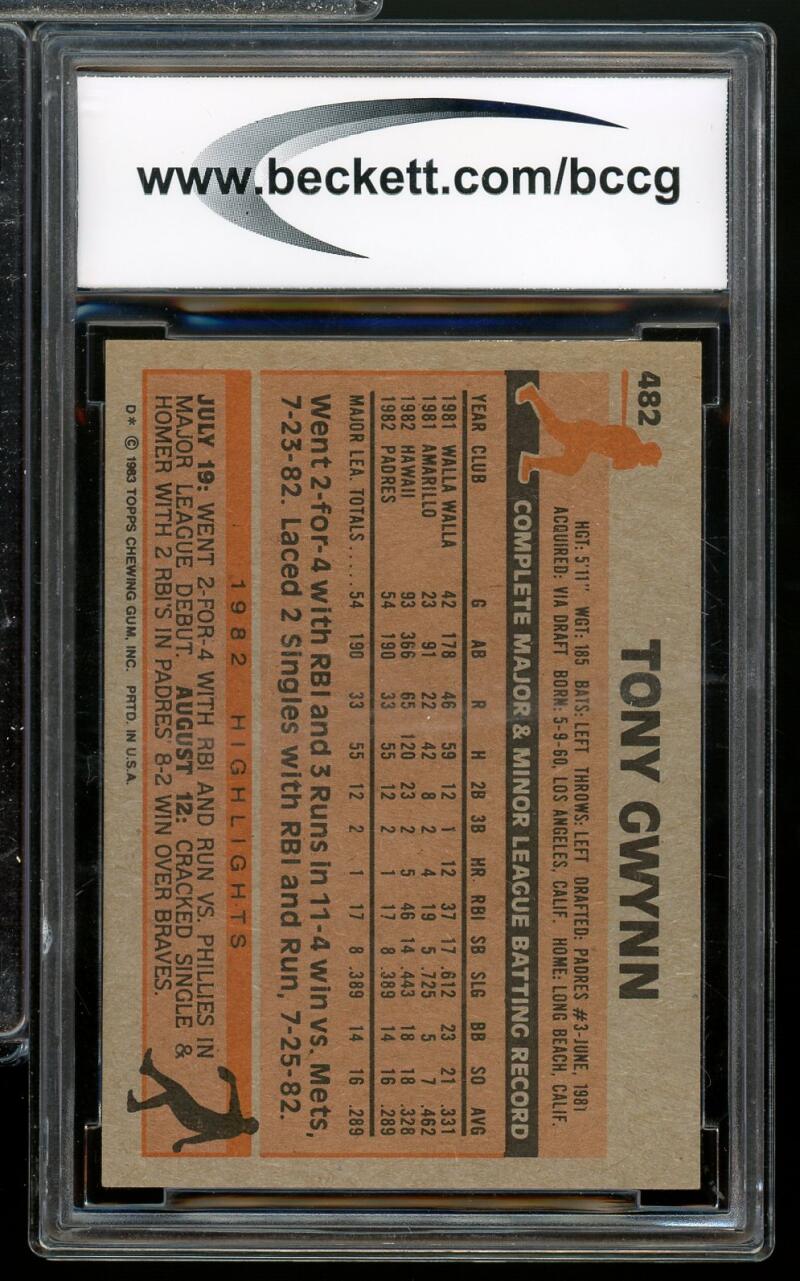 www.beckett.com/bccg
482
TONY GWYNN
HGT: 5'11" WGT: 185 BATS: LEFT THROWS: LEFT DRAFTED: PADRES #3-JUNE, 1981
ACQUIRED: VIA DRAFT BORN: 5-9-60, LOS ANGELES, CALIF. HOME: LONG BEACH, CALIF.
COMPLETE MAJOR & MINOR LEAGUE BATTING RECORD
YEAR CLUB G AB R H 2B 3B HR RBI SB SLG BB SO AVG
1981 WALLA WALLA 42 178 46 59 12 1 12 37 17 .612 23 21 .331
1981 AMARILLO 23 91 22 42 8 2 4 19 5 .725 5 7 .462
1982 HAWAII 93 366 65 120 23 2 5 46 14 .443 18 18 .328
1982 PADRES 54 190 33 55 12 2 1 17 8 .389 14 16 .289
MAJOR LEA. TOTALS ..... 54 190 33 55 12 2 1 17 8 .389 14 16 .289
Went 2-for-4 with RBI and 3 Runs in 11-4 win vs. Mets,
7-23-82. Laced 2 Singles with RBI and Run, 7-25-82.
1982 HIGHLIGHTS
JULY 19: WENT 2-FOR-4 WITH RBI AND RUN VS. PHILLIES IN
MAJOR LEAGUE DEBUT. AUGUST 12: CRACKED SINGLE &
HOMER WITH 2 RBI'S IN PADRES' 8-2 WIN OVER BRAVES.
D* © 1983 TOPPS CHEWING GUM, INC. PRTD. IN U.S.A.